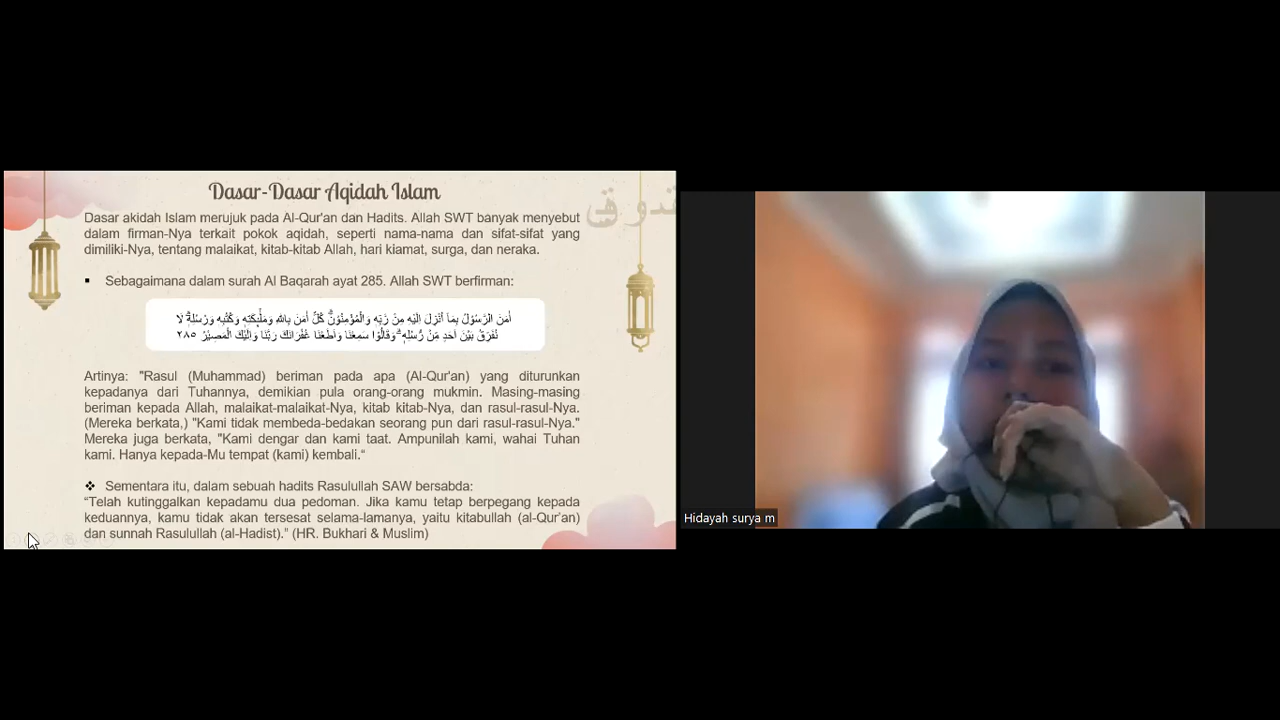 Dasar-Dasar Aqidah Islam
Dasar akidah Islam merujuk pada Al-Qur'an dan Hadits. Allah SWT banyak menyebut
dalam firman-Nya terkait pokok aqidah, seperti nama-nama dan sifat-sifat yang
dimiliki-Nya, tentang malaikat, kitab-kitab Allah, hari kiamat, surga, dan neraka.
▪ Sebagaimana dalam surah Al Baqarah ayat 285. Allah SWT berfirman:
اٰمَنَ الرَّسُوْلُ بِمَآ اُنْزِلَ اِلَيْهِ مِنْ رَّبِّهٖ وَالْمُؤْمِنُوْنَۗ كُلٌّ اٰمَنَ بِاللّٰهِ وَمَلٰۤىِٕكَتِهٖ وَكُتُبِهٖ وَرُسُلِهٖۗ لَا
نُفَرِّقُ بَيْنَ اَحَدٍ مِّنْ رُّسُلِهٖ ۗ وَقَالُوْا سَمِعْنَا وَاَطَعْنَا غُفْرَانَكَ رَبَّنَا وَاِلَيْكَ الْمَصِيْرُ ٢٨٥
Artinya: "Rasul (Muhammad) beriman pada apa (Al-Qur'an) yang diturunkan
kepadanya dari Tuhannya, demikian pula orang-orang mukmin. Masing-masing
beriman kepada Allah, malaikat-malaikat-Nya, kitab kitab-Nya, dan rasul-rasul-Nya.
(Mereka berkata,) "Kami tidak membeda-bedakan seorang pun dari rasul-rasul-Nya."
Mereka juga berkata, "Kami dengar dan kami taat. Ampunilah kami, wahai Tuhan
kami. Hanya kepada-Mu tempat (kami) kembali.“
❖ Sementara itu, dalam sebuah hadits Rasulullah SAW bersabda:
“Telah kutinggalkan kepadamu dua pedoman. Jika kamu tetap berpegang kepada
keduannya, kamu tidak akan tersesat selama-lamanya, yaitu kitabullah (al-Qur’an)
dan sunnah Rasulullah (al-Hadist).” (HR. Bukhari & Muslim)
Hidayah surya m